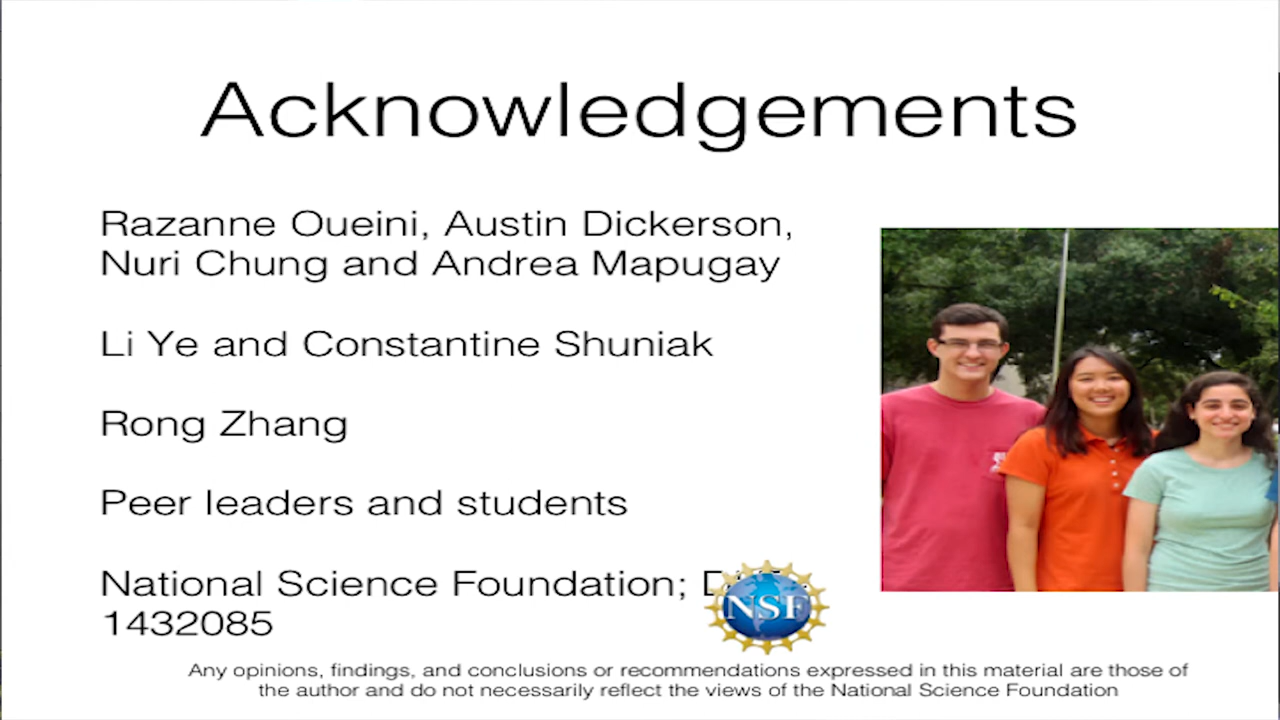 Acknowledgements
Razanne Oueini, Austin Dickerson,
Nuri Chung and Andrea Mapugay
Li Ye and Constantine Shuniak
Rong Zhang
Peer leaders and students
National Science Foundation;
1432085
NSF
Any opinions, findings, and conclusions or recommendations expressed in this material are those of
the author and do not necessarily reflect the views of the National Science Foundation